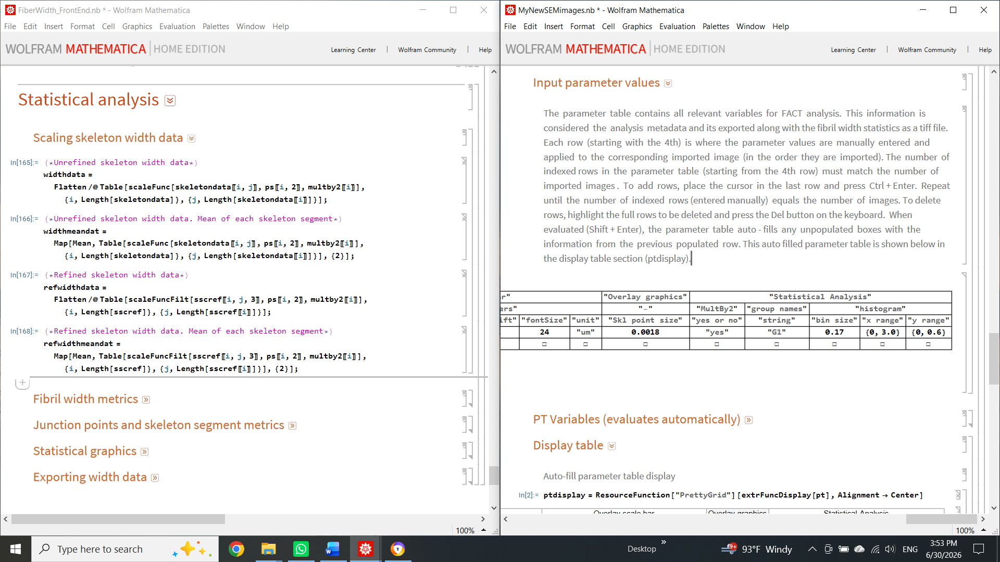 FiberWidth_FrontEnd.nb * - Wolfram Mathematica
File Edit Insert Format Cell Graphics Evaluation Palettes Window Help
WOLFRAM MATHEMATICA | HOME EDITION
Learning Center | Wolfram Community | Help
Statistical analysis
Scaling skeleton width data
In[165]:= (*Unrefined skeleton width data*)
widthdata =
Flatten /@ Table[scaleFunc[skeletondata〚i, j〛, ps〚i, 2〛, multby2〚i〛],
{i, Length[skeletondata]}, {j, Length[skeletondata〚i〛]}];
In[166]:= (*Unrefined skeleton width data. Mean of each skeleton segment*)
widthmeandat =
Map[Mean, Table[scaleFunc[skeletondata〚i, j〛, ps〚i, 2〛, multby2〚i〛],
{i, Length[skeletondata]}, {j, Length[skeletondata〚i〛]}], {2}];
In[167]:= (*Refined skeleton width data*)
refwidthdata =
Flatten /@ Table[scaleFuncFilt[sscref〚i, j, 3〛, ps〚i, 2〛, multby2〚i〛],
{i, Length[sscref]}, {j, Length[sscref〚i〛]}];
In[168]:= (*Refined skeleton width data. Mean of each skeleton segment*)
refwidthmeandat =
Map[Mean, Table[scaleFuncFilt[sscref〚i, j, 3〛, ps〚i, 2〛, multby2〚i〛],
{i, Length[sscref]}, {j, Length[sscref〚i〛]}], {2}];
Fibril width metrics
Junction points and skeleton segment metrics
Statistical graphics
Exporting width data
100%
MyNewSEMimages.nb * - Wolfram Mathematica
File Edit Insert Format Cell Graphics Evaluation Palettes Window Help
WOLFRAM MATHEMATICA | HOME EDITION
Learning Center | Wolfram Community | Help
Input parameter values
The parameter table contains all relevant variables for FACT analysis. This information is
considered the analysis metadata and its exported along with the fibril width statistics as a tiff file.
Each row (starting with the 4th) is where the parameter values are manually entered and
applied to the corresponding imported image (in the order they are imported). The number of
indexed rows in the parameter table (starting from the 4th row) must match the number of
imported images. To add rows, place the cursor in the last row and press Ctrl + Enter. Repeat
until the number of indexed rows (entered manually) equals the number of images. To delete
rows, highlight the full rows to be deleted and press the Del button on the keyboard. When
evaluated (Shift + Enter), the parameter table auto - fills any unpopulated boxes with the
information from the previous populated row. This auto filled parameter table is shown below in
the display table section (ptdisplay).
r" "Overlay graphics" "Statistical Analysis"
ers" "-" "MultBy2" "group names" "histogram"
ift" "fontSize" "unit" "Skl point size" "yes or no" "string" "bin size" "x range" "y range"
24 "um" 0.0018 "yes" "G1" 0.17 {0, 3.0} {0, 0.6}
PT Variables (evaluates automatically)
Display table
Auto-fill parameter table display
In[2]:= ptdisplay = ResourceFunction["PrettyGrid"][extrFuncDisplay[pt], Alignment → Center]
Overlay scale bar Overlay graphics Statistical Analysis
100%
Type here to search
Desktop
9+
93°F Windy
ENG
3:53 PM
6/30/2026